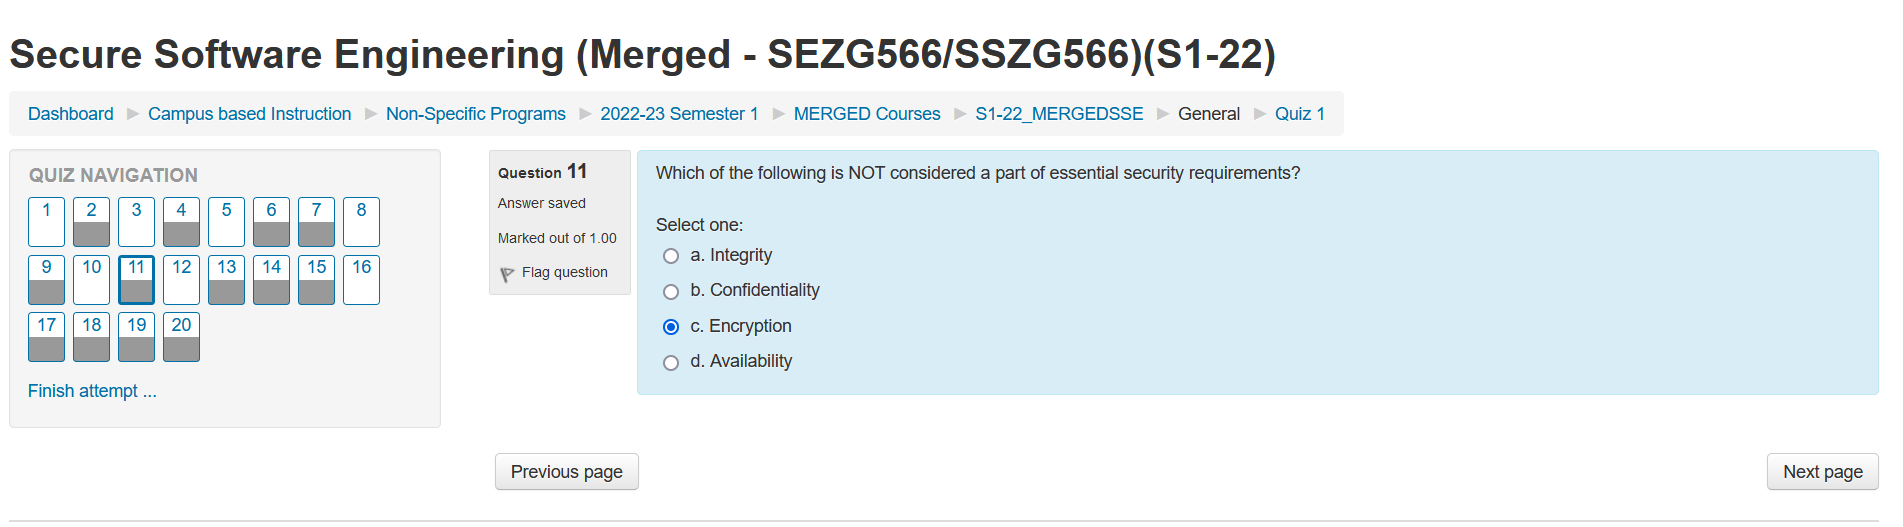 Secure Software Engineering (Merged - SEZG566/SSZG566)(S1-22)
Dashboard Campus based Instruction Non-Specific Programs 2022-23 Semester 1 MERGED Courses S1-22_MERGEDSSE General Quiz 1
QUIZ NAVIGATION
1 2 3 4 5 6 7 8
9 10 11 12 13 14 15 16
17 18 19 20
Finish attempt ...
Question 11
Answer saved
Marked out of 1.00
Flag question
Which of the following is NOT considered a part of essential security requirements?
Select one:
a. Integrity
b. Confidentiality
c. Encryption
d. Availability
Previous page
Next page